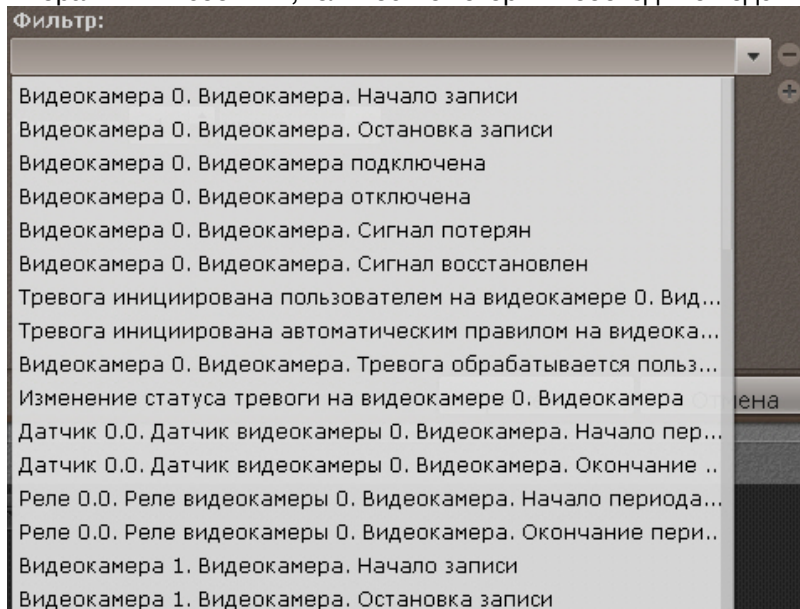 Фильтр:
Видеокамера 0. Видеокамера. Начало записи
Видеокамера 0. Видеокамера. Остановка записи
Видеокамера 0. Видеокамера подключена
Видеокамера 0. Видеокамера отключена
Видеокамера 0. Видеокамера. Сигнал потерян
Видеокамера 0. Видеокамера. Сигнал восстановлен
Тревога инициирована пользователем на видеокамере 0. Вид...
Тревога инициирована автоматическим правилом на видеока...
Видеокамера 0. Видеокамера. Тревога обрабатывается польз...
Изменение статуса тревоги на видеокамере 0. Видеокамера
Отмена
Датчик 0.0. Датчик видеокамеры 0. Видеокамера. Начало пер...
Датчик 0.0. Датчик видеокамеры 0. Видеокамера. Окончание ..
Реле 0.0. Реле видеокамеры 0. Видеокамера. Начало периода...
Реле 0.0. Реле видеокамеры 0. Видеокамера. Окончание пери..
Видеокамера 1. Видеокамера. Начало записи
Видеокамера 1. Видеокамера. Остановка записи